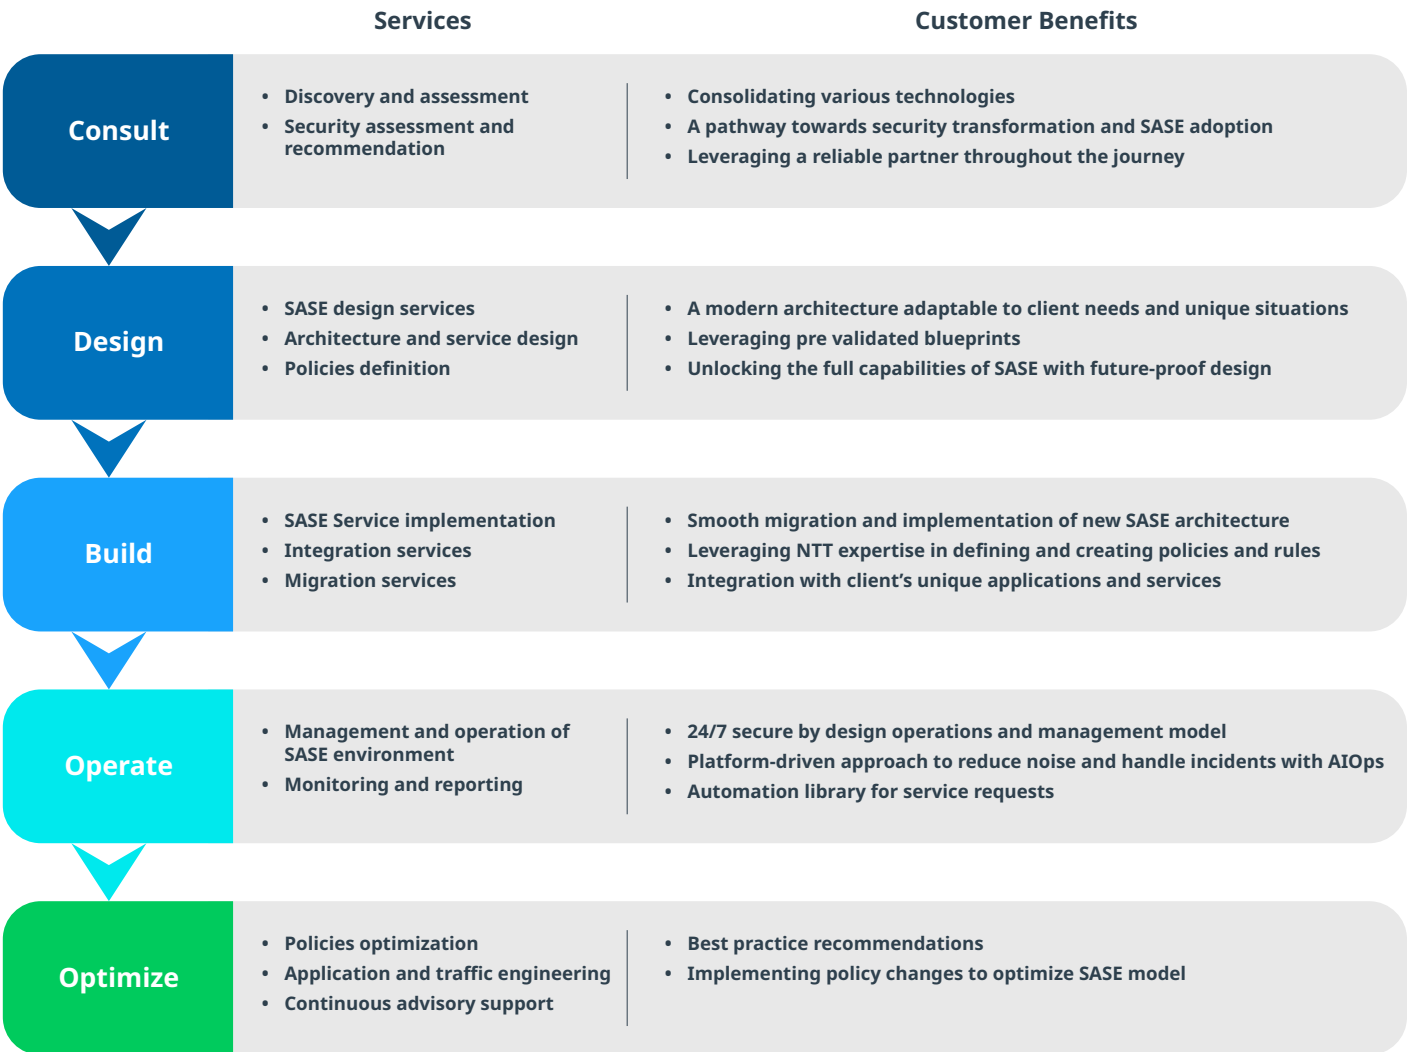 Services
Customer Benefits
Consult
• Discovery and assessment
• Security assessment and
recommendation
• Consolidating various technologies
• A pathway towards security transformation and SASE adoption
• Leveraging a reliable partner throughout the journey
Design
• SASE design services
• Architecture and service design
• Policies definition
• A modern architecture adaptable to client needs and unique situations
• Leveraging pre validated blueprints
• Unlocking the full capabilities of SASE with future-proof design
Build
• SASE Service implementation
• Integration services
• Migration services
• Smooth migration and implementation of new SASE architecture
• Leveraging NTT expertise in defining and creating policies and rules
• Integration with client’s unique applications and services
Operate
• Management and operation of
SASE environment
• Monitoring and reporting
• 24/7 secure by design operations and management model
• Platform-driven approach to reduce noise and handle incidents with AIOps
• Automation library for service requests
Optimize
• Policies optimization
• Application and traffic engineering
• Continuous advisory support
• Best practice recommendations
• Implementing policy changes to optimize SASE model